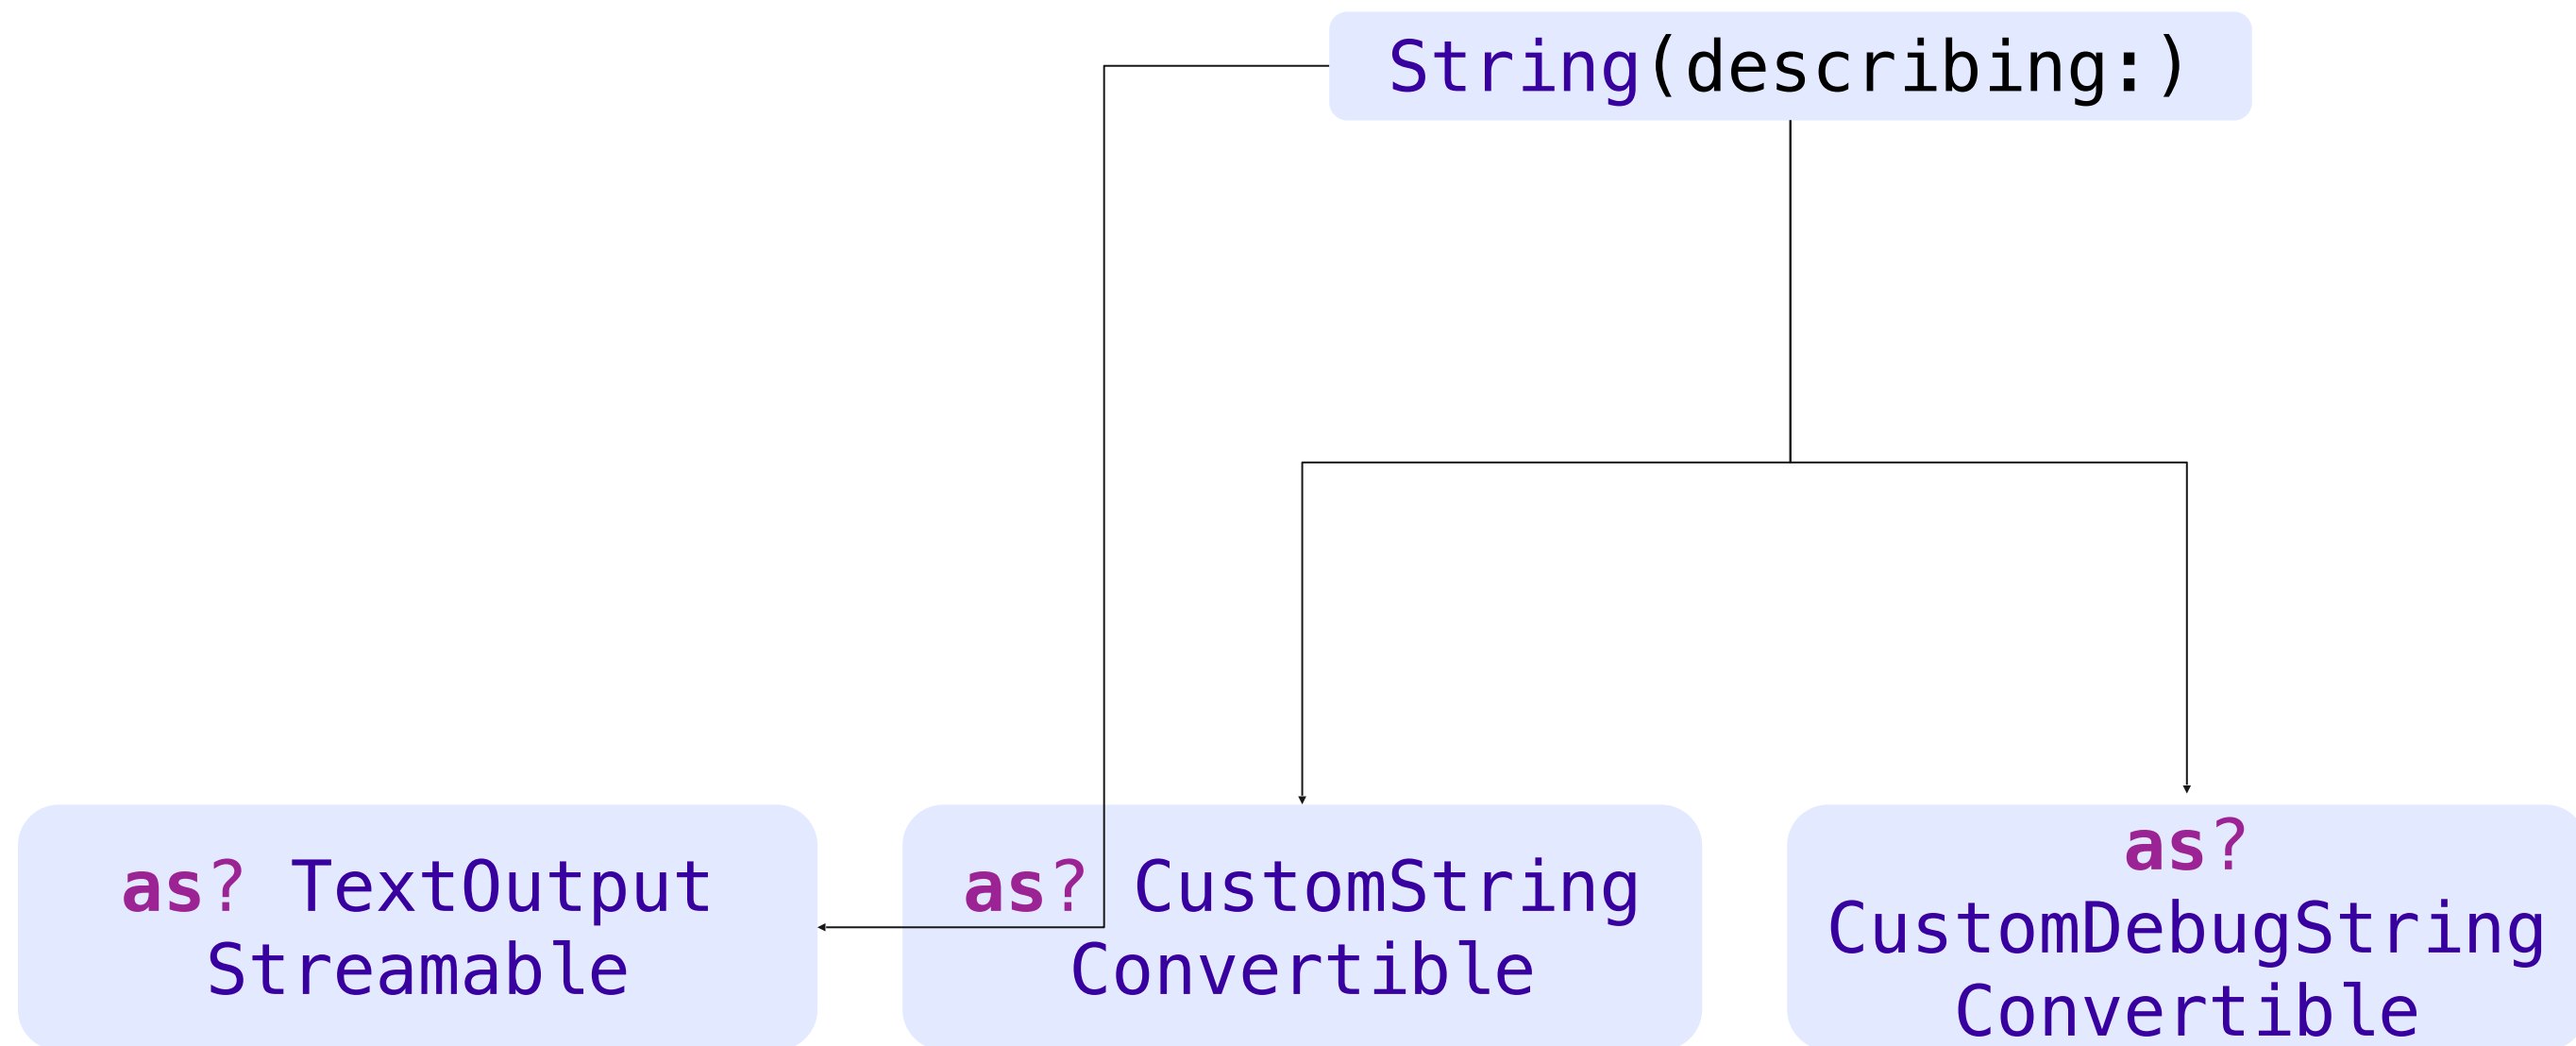 String(describing:)
as? TextOutput
Streamable
as? CustomString
Convertible
as?
CustomDebugString
Convertible